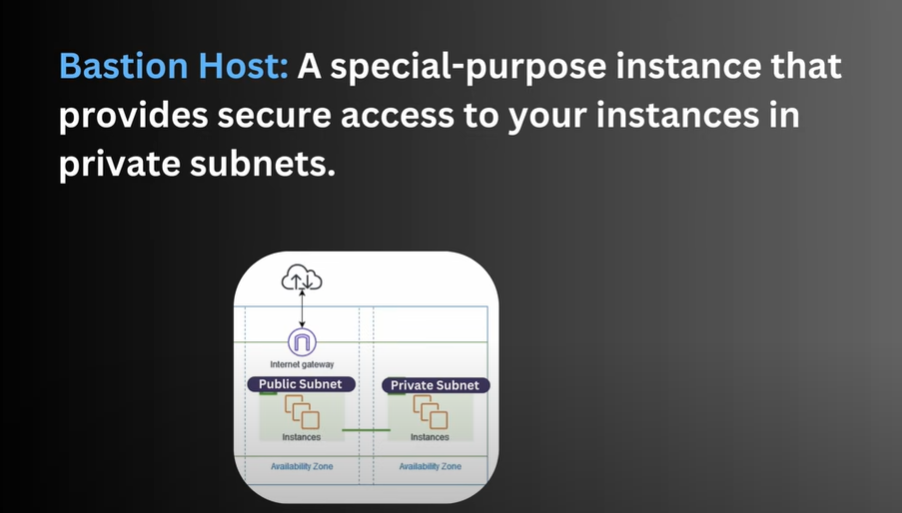 Bastion Host: A special-purpose instance that
provides secure access to your instances in
private subnets.
Internet gateway
Public Subnet Private Subnet
Instances Instances
Availability Zone Availability Zone